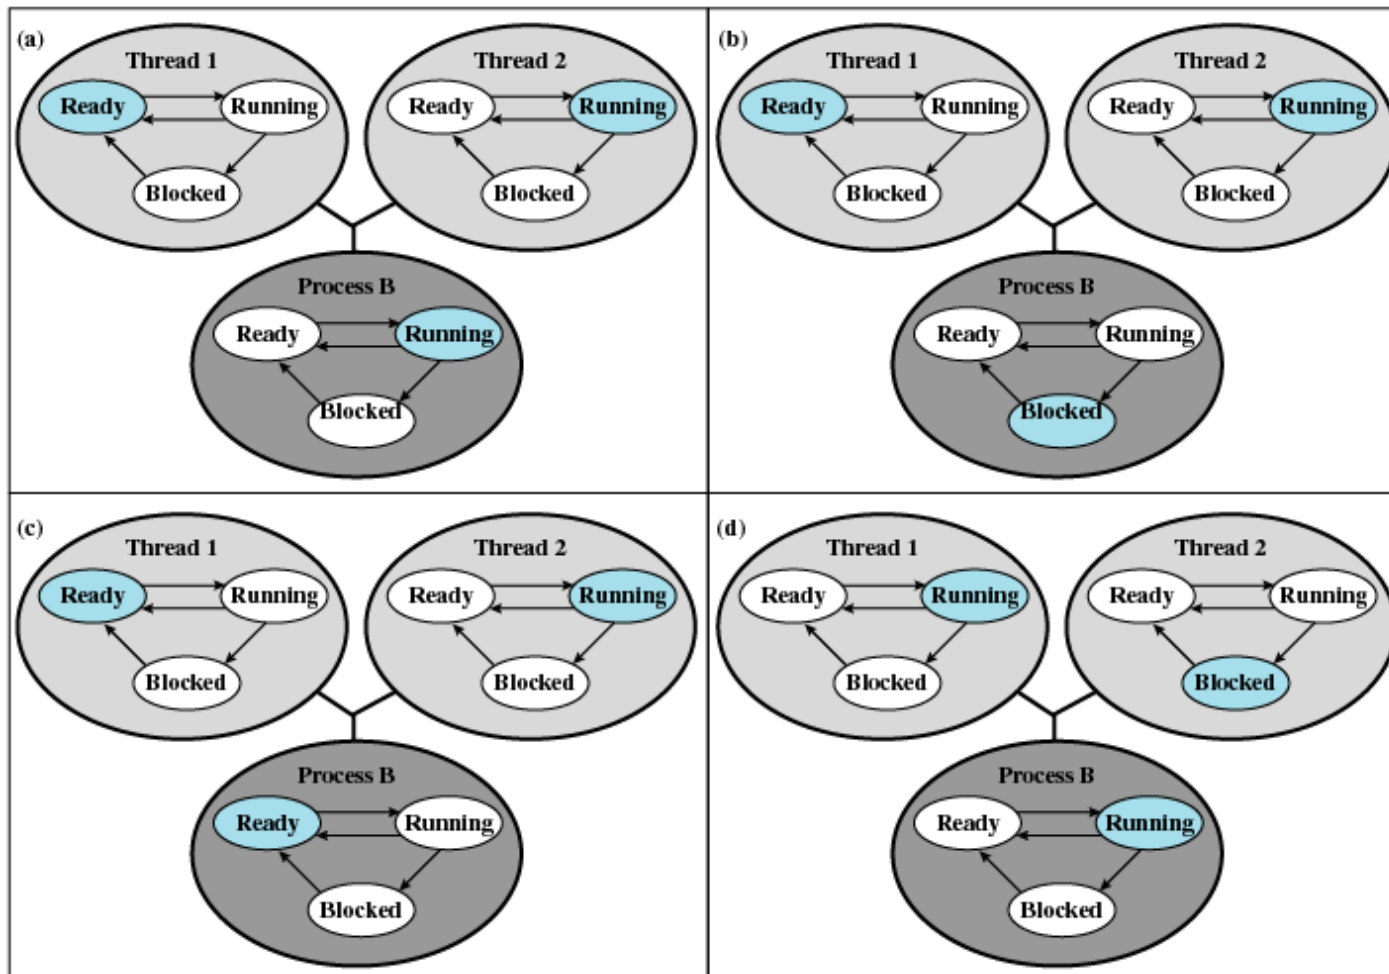 (a)
Thread 1
Ready
Running
Blocked
Thread 2
Ready
Running
Blocked
Process B
Ready
Running
Blocked
(b)
Thread 1
Ready
Running
Blocked
Thread 2
Ready
Running
Blocked
Process B
Ready
Running
Blocked
(c)
Thread 1
Ready
Running
Blocked
Thread 2
Ready
Running
Blocked
Process B
Ready
Running
Blocked
(d)
Thread 1
Ready
Running
Blocked
Thread 2
Ready
Running
Blocked
Process B
Ready
Running
Blocked